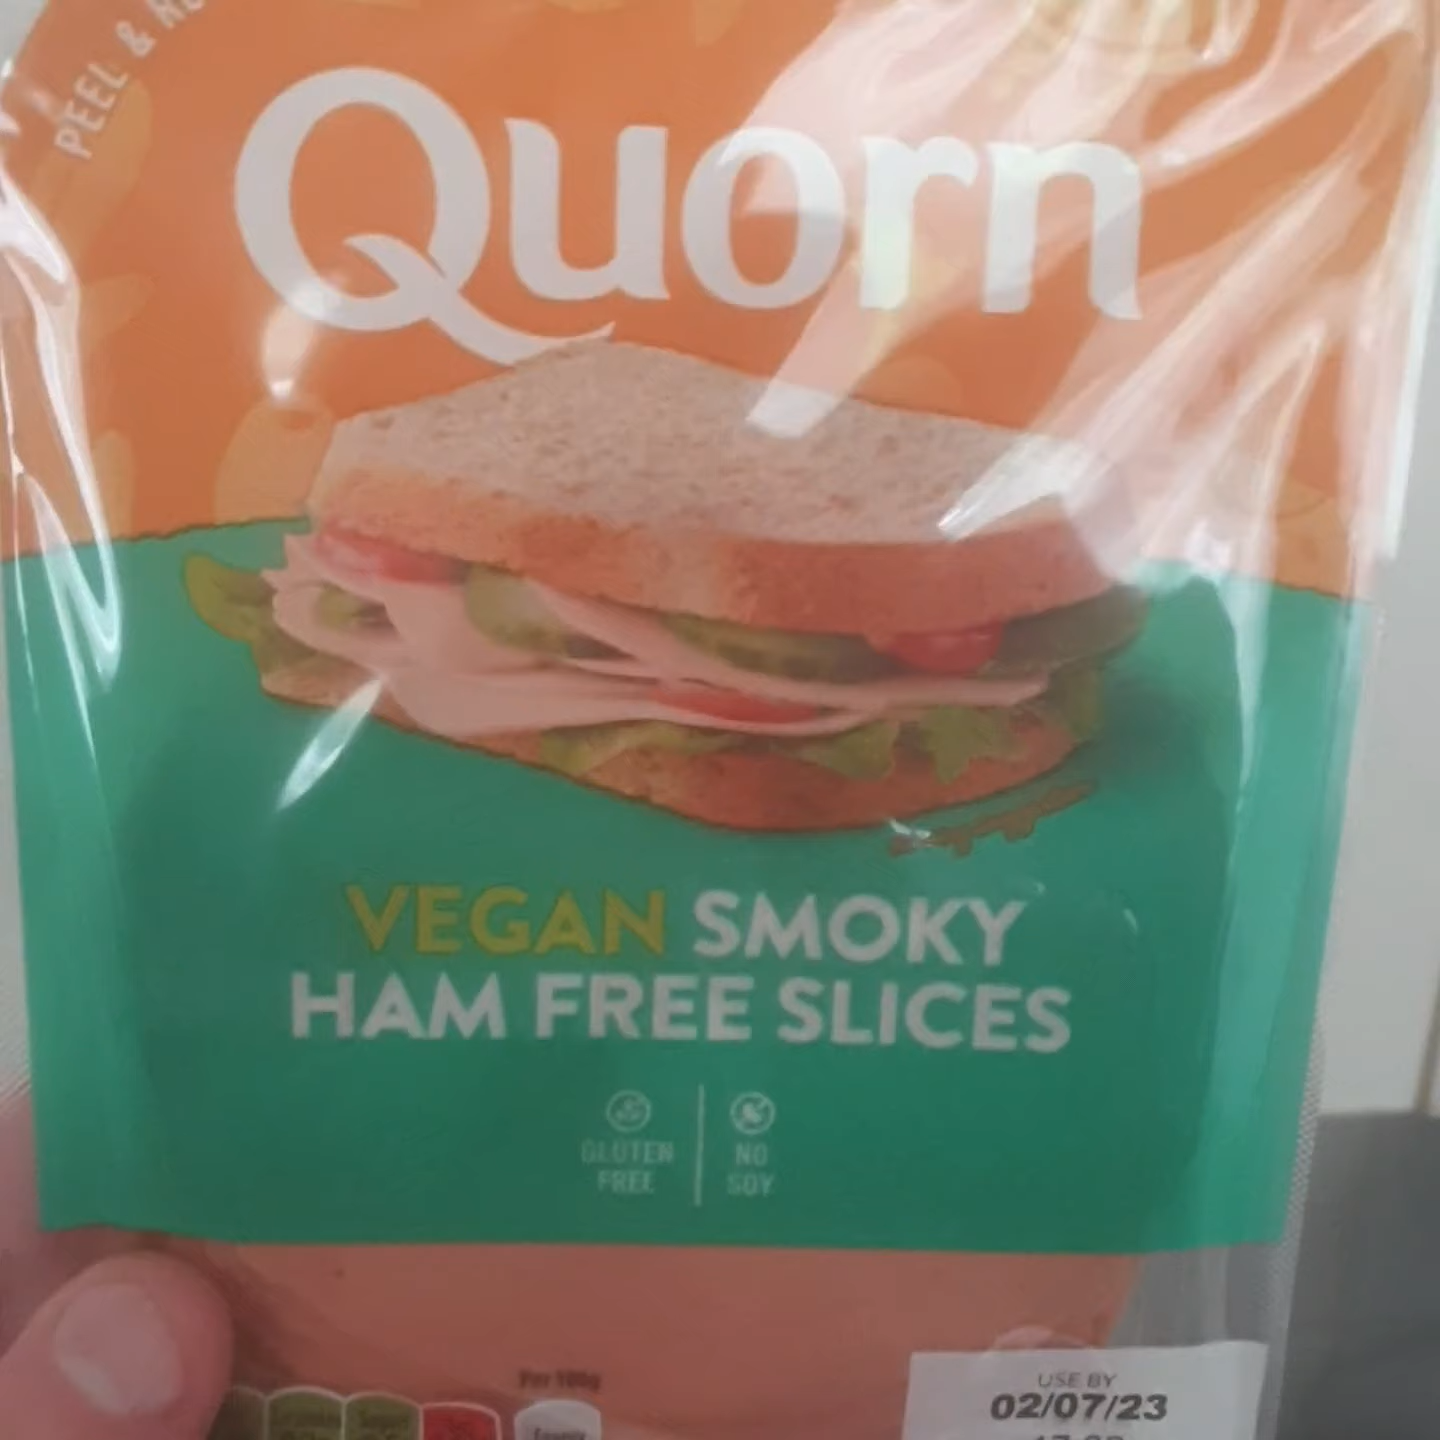 PEEL &
Quorn
VEGAN SMOKY
HAM FREE SLICES
GLUTEN
FREE
NO
SOY
Per 100g
USE BY
02/07/23